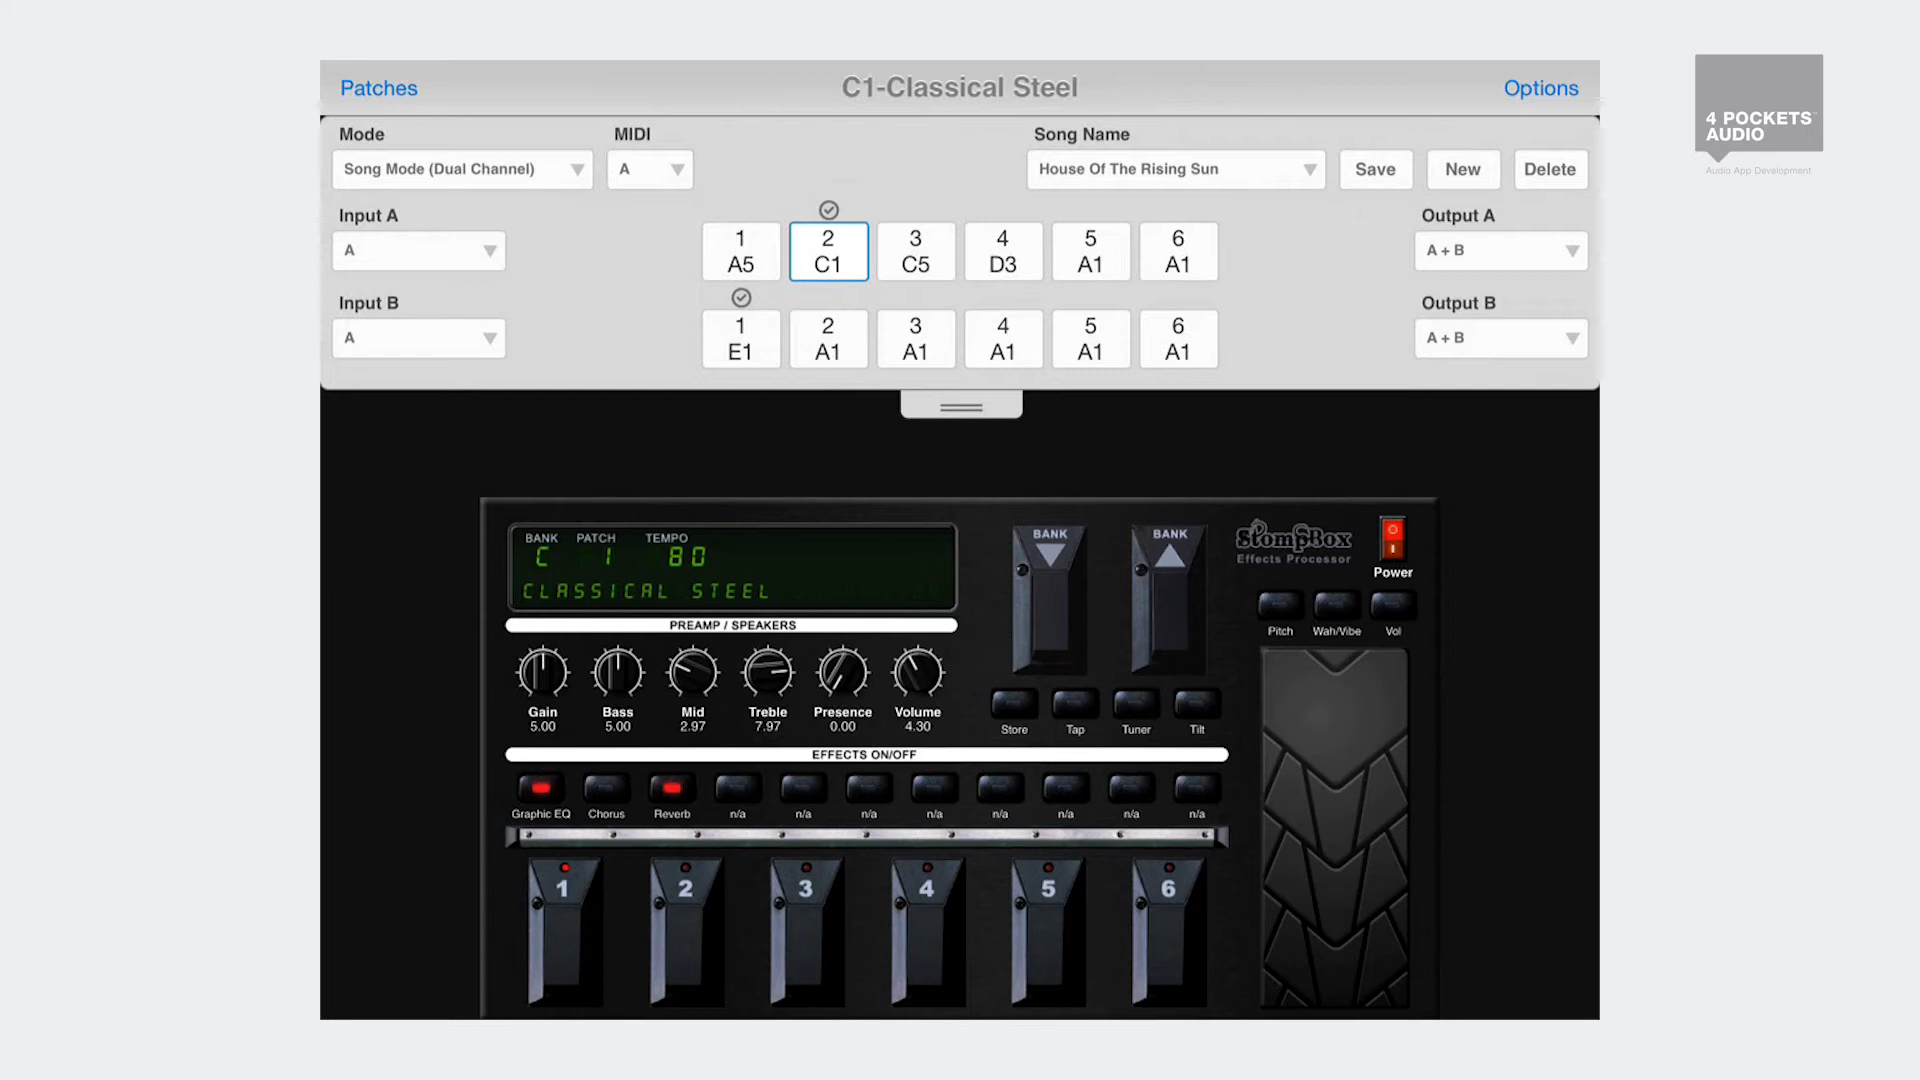 Patches
C1-Classical Steel
Options
4 POCKETS
AUDIO
Audio App Development
Mode
MIDI
Song Name
Song Mode (Dual Channel)
A
House Of The Rising Sun
Save
New
Delete
Input A
A
1
A5
2
C1
3
C5
4
D3
5
A1
6
A1
Output A
A + B
Input B
A
1
E1
2
A1
3
A1
4
A1
5
A1
6
A1
Output B
A + B
BANK PATCH TEMPO
C 1 80
CLASSICAL STEEL
BANK
BANK
StompBox
Effects Processor
Power
Pitch
Wah/Vibe
Vol
PREAMP / SPEAKERS
Gain
5.00
Bass
5.00
Mid
2.97
Treble
7.97
Presence
0.00
Volume
4.30
Store
Tap
Tuner
Tilt
EFFECTS ON/OFF
Graphic EQ
Chorus
Reverb
n/a
n/a
n/a
n/a
n/a
n/a
n/a
n/a
1
2
3
4
5
6